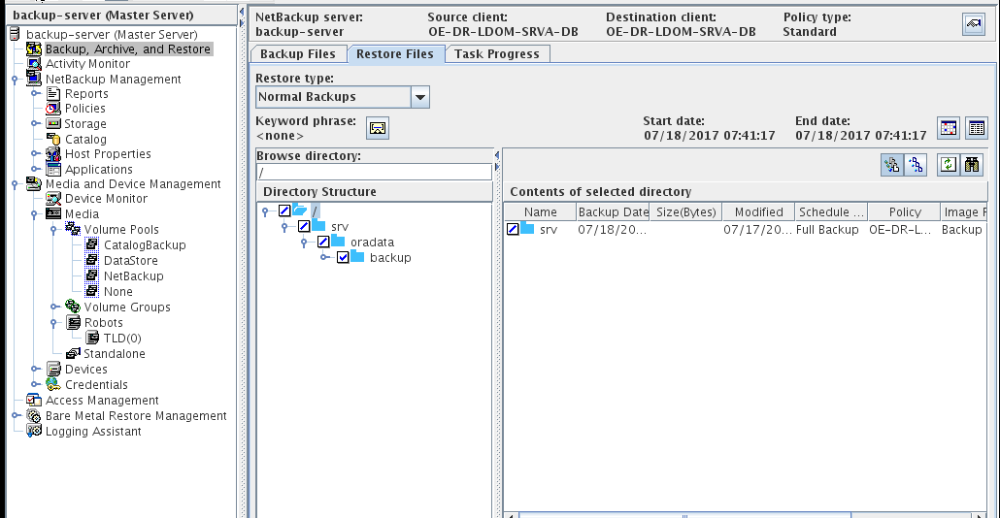 backup-server (Master Server)
backup-server (Master Server)
Backup, Archive, and Restore
Activity Monitor
NetBackup Management
Reports
Policies
Storage
Catalog
Host Properties
Applications
Media and Device Management
Device Monitor
Media
Volume Pools
CatalogBackup
DataStore
NetBackup
None
Volume Groups
Robots
TLD(0)
Standalone
Devices
Credentials
Access Management
Bare Metal Restore Management
Logging Assistant
NetBackup server: Source client: Destination client: Policy type:
backup-server OE-DR-LDOM-SRVA-DB OE-DR-LDOM-SRVA-DB Standard
Backup Files Restore Files Task Progress
Restore type:
Normal Backups
Keyword phrase: Start date: End date:
<none> 07/18/2017 07:41:17 07/18/2017 07:41:17
Browse directory:
/
Directory Structure
/
srv
oradata
backup
Contents of selected directory
Name Backup Date Size(Bytes) Modified Schedule ... Policy Image F
srv 07/18/20... 07/17/20... Full Backup OE-DR-L... Backup